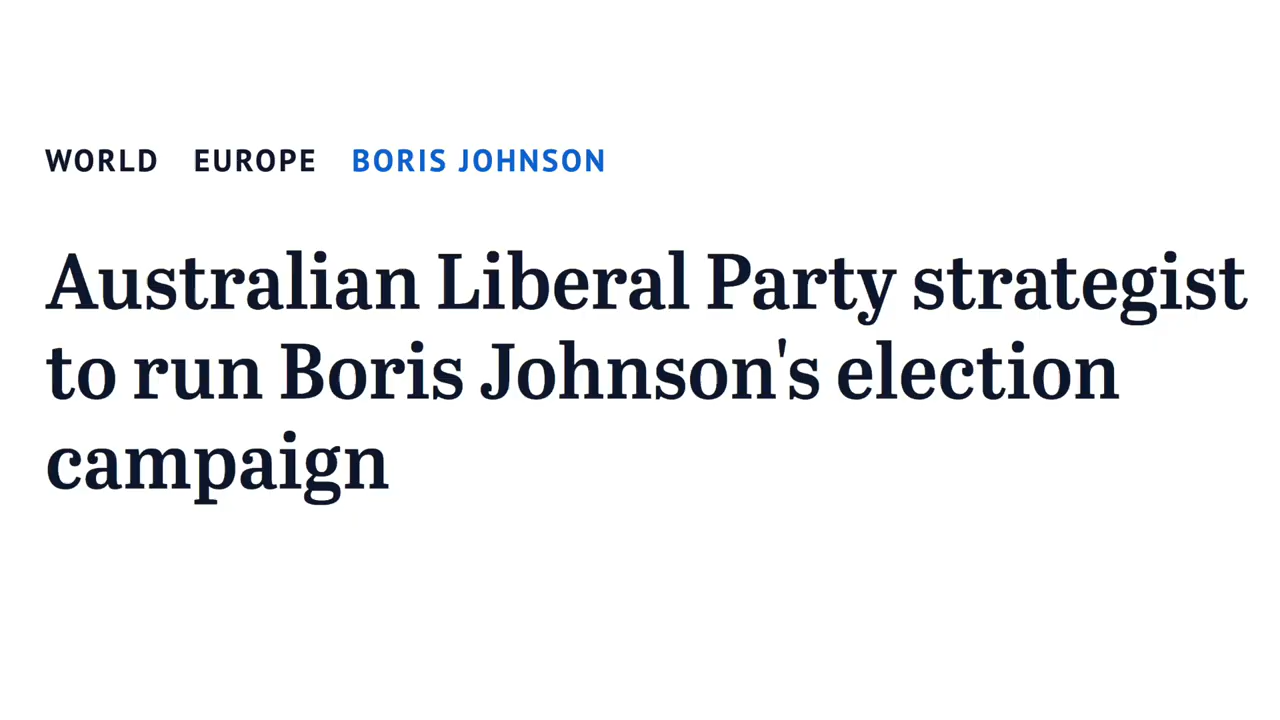 WORLD EUROPE BORIS JOHNSON
Australian Liberal Party strategist
to run Boris Johnson's election
campaign